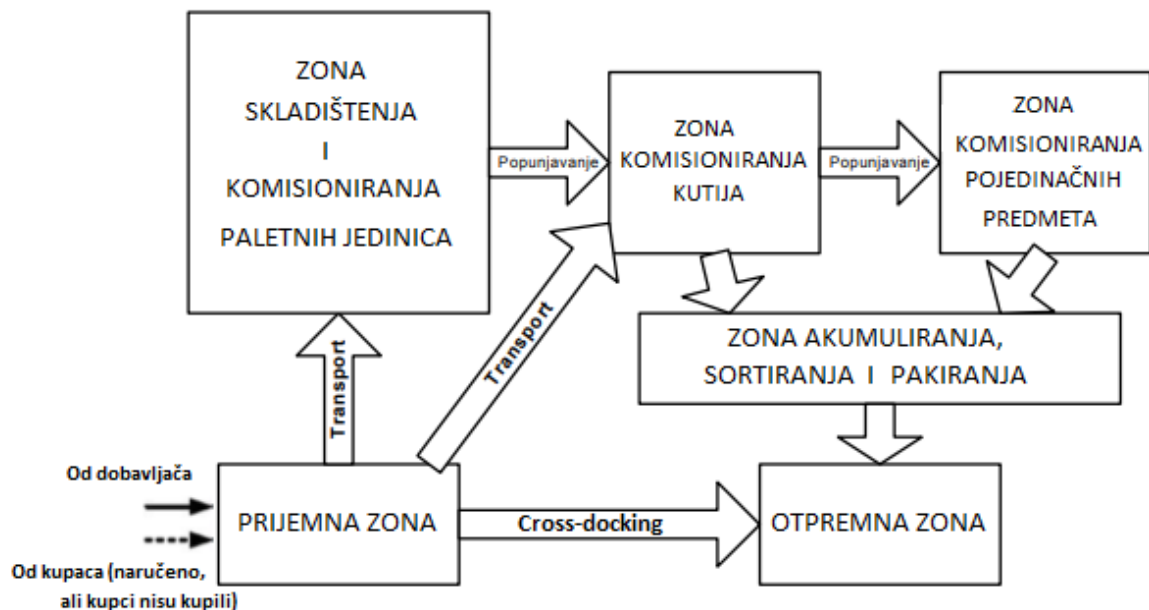 ZONA
SKLADIŠTENJA
I
KOMISIONIRANJA
PALETNIH JEDINICA
Popunjavanje
ZONA
KOMISIONIRANJA
KUTIJA
Popunjavanje
ZONA
KOMISIONIRANJA
POJEDINAČNIH
PREDMETA
Transport
Transport
ZONA AKUMULIRANJA,
SORTIRANJA I PAKIRANJA
Od dobavljača
PRIJEMNA ZONA
Cross-docking
OTPREMNA ZONA
Od kupaca (naručeno,
ali kupci nisu kupili)